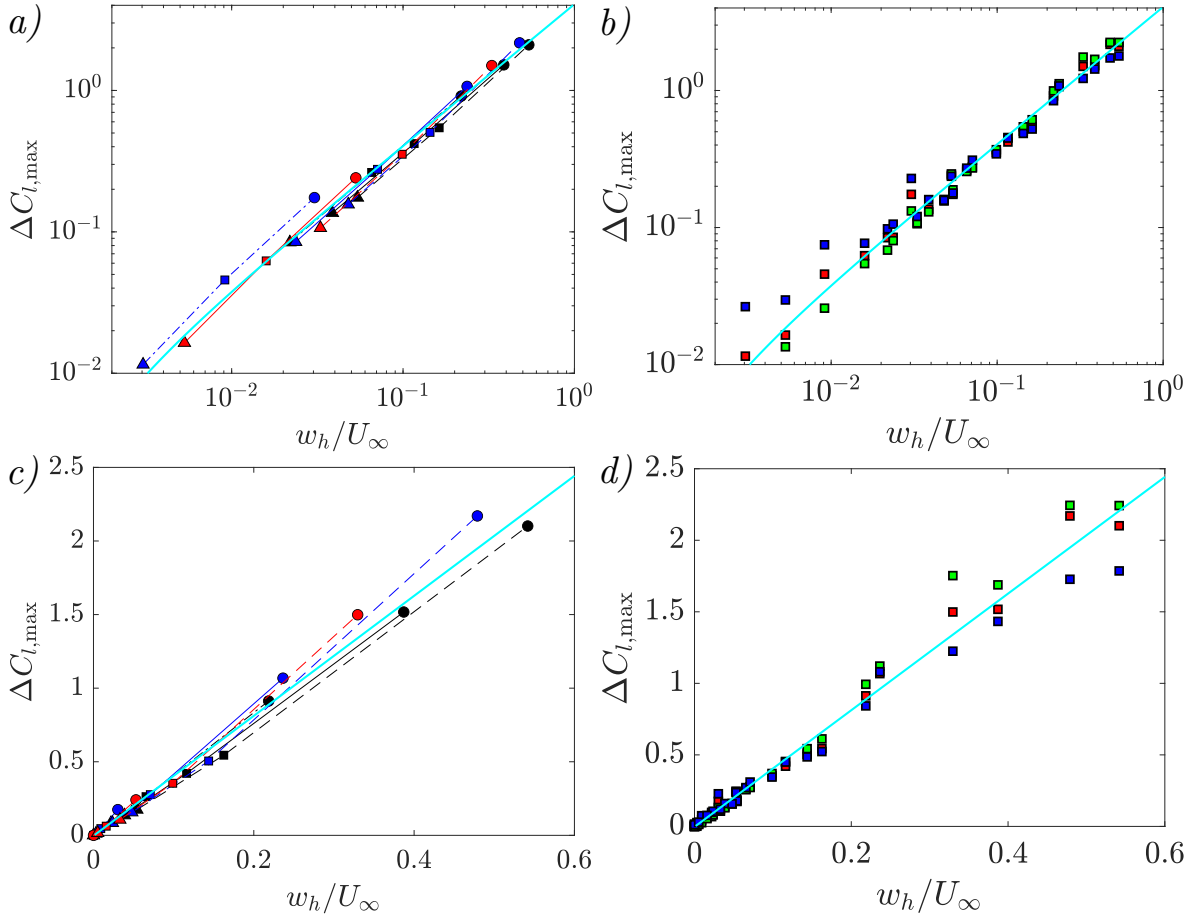 a)
10^0
10^{-1}
10^{-2}
ΔC_{l,max}
10^{-2}
10^{-1}
10^0
w_h/U_∞
b)
10^0
10^{-1}
10^{-2}
ΔC_{l,max}
10^{-2}
10^{-1}
10^0
w_h/U_∞
c)
2.5
2
1.5
1
0.5
0
ΔC_{l,max}
0
0.2
0.4
0.6
w_h/U_∞
d)
2.5
2
1.5
1
0.5
0
ΔC_{l,max}
0
0.2
0.4
0.6
w_h/U_∞